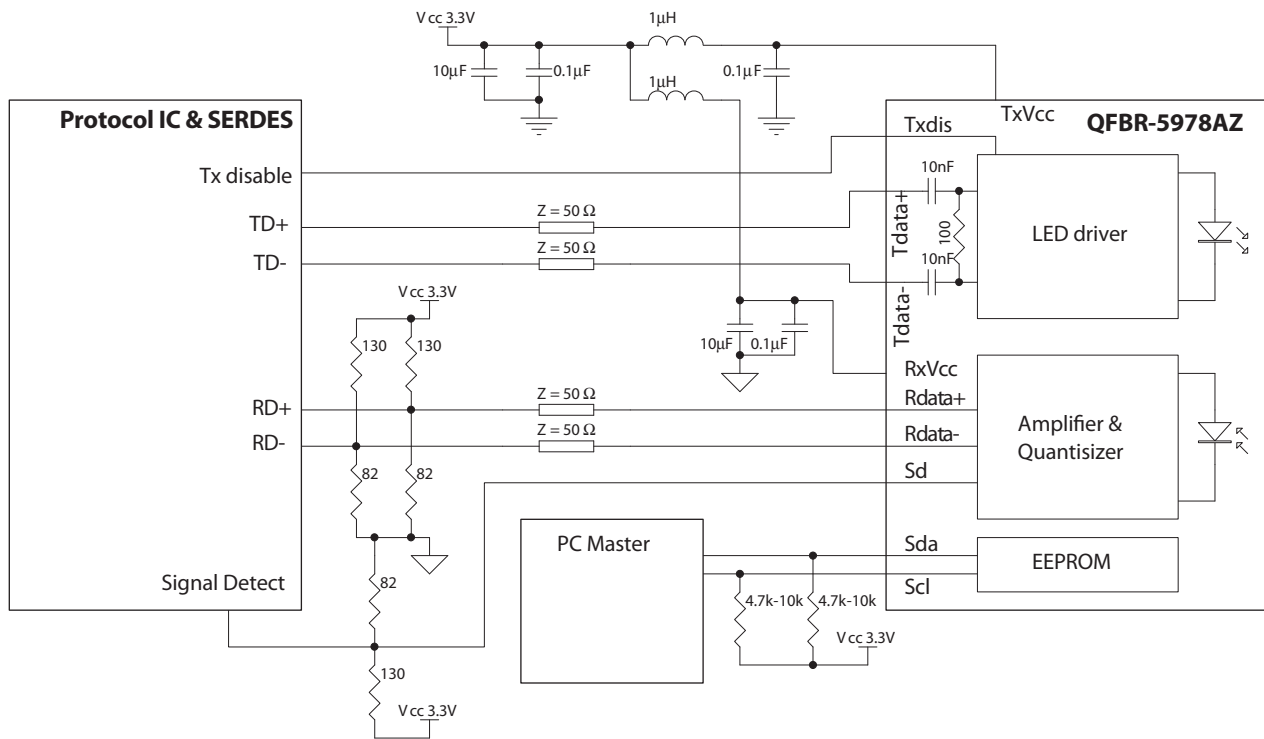 Vcc 3.3V
1µH
10µF
0.1µF
1µH
0.1µF
Protocol IC & SERDES
TxVcc
QFBR-5978AZ
Txdis
Tx disable
10nF
TD+
Z = 50 Ω
Tdata+
100
LED driver
TD-
Z = 50 Ω
10nF
Tdata-
Vcc 3.3V
130
130
10µF
0.1µF
RxVcc
RD+
Z = 50 Ω
Rdata+
Amplifier &
Quantisizer
RD-
Z = 50 Ω
Rdata-
82
82
Sd
PC Master
Sda
EEPROM
Signal Detect
82
Scl
4.7k-10k
4.7k-10k
Vcc 3.3V
130
Vcc 3.3V